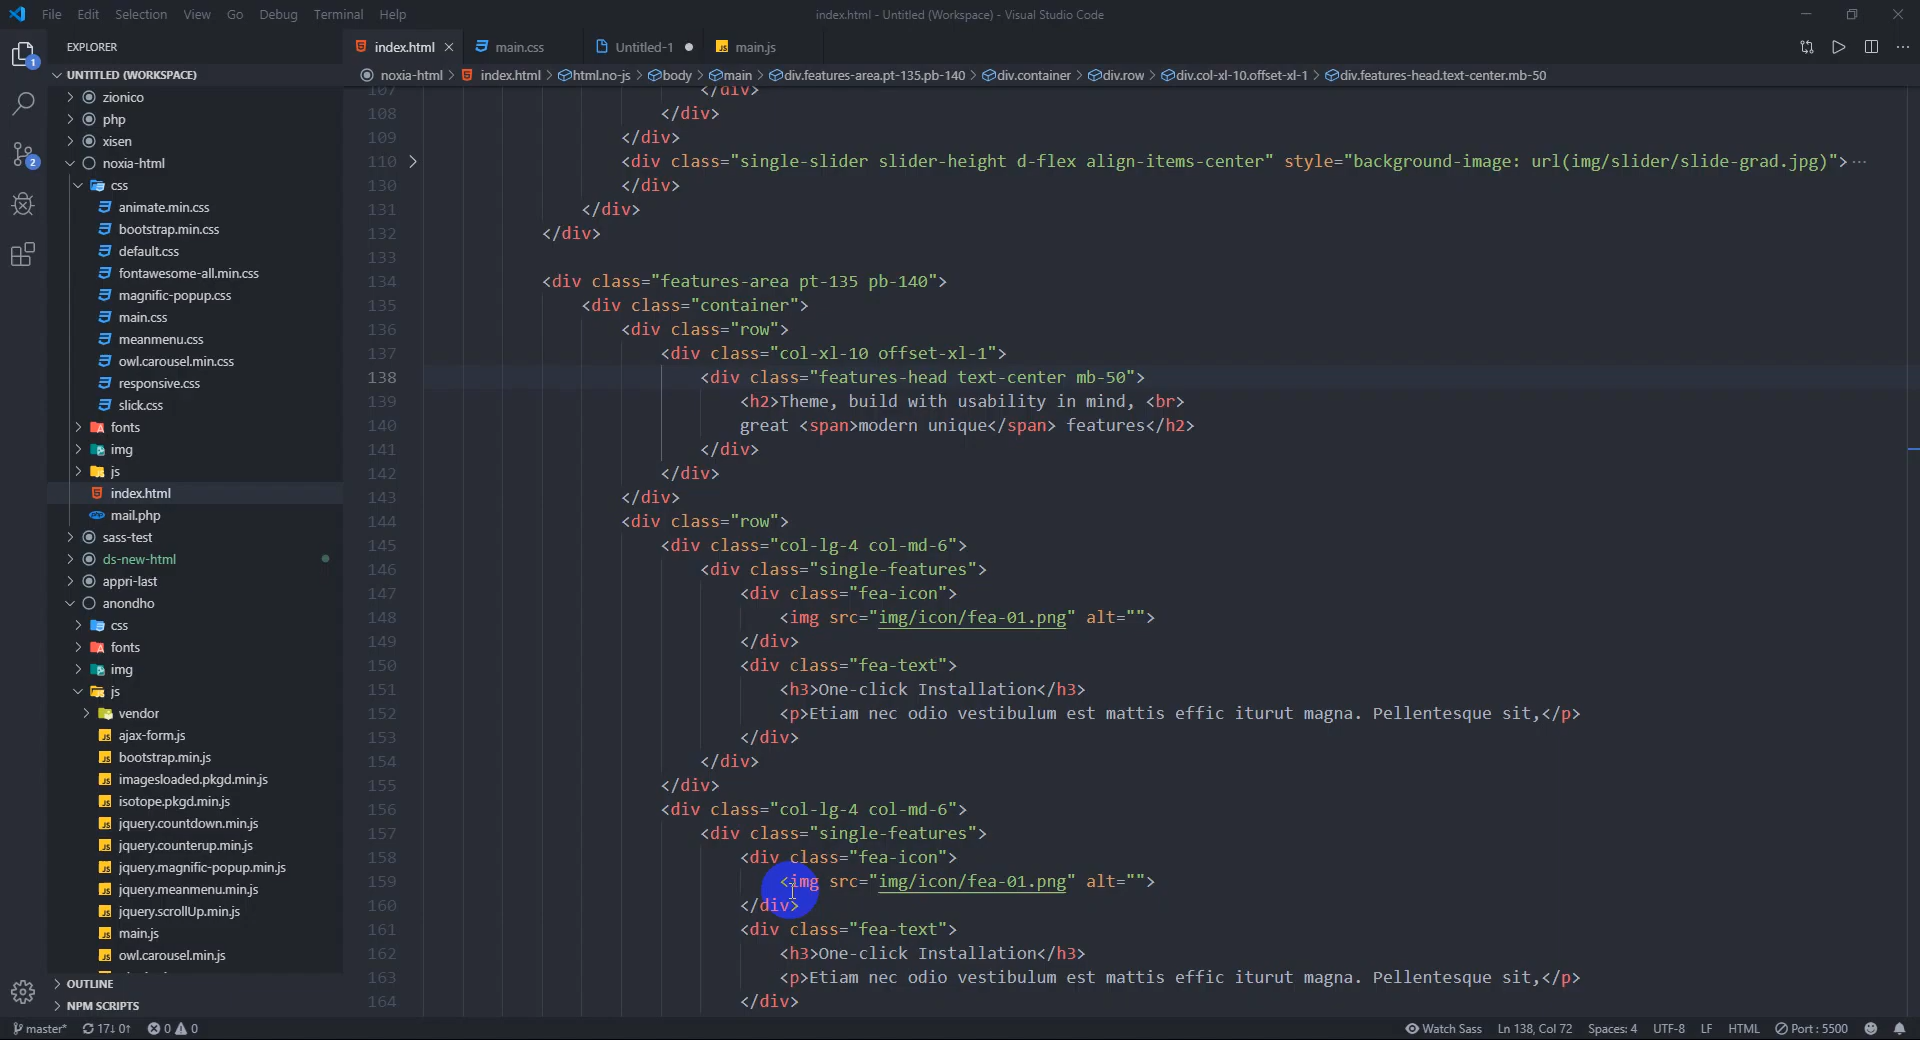 File Edit Selection View Go Debug Terminal Help
index.html - Untitled (Workspace) - Visual Studio Code
EXPLORER
index.html
main.css
Untitled-1
main.js
noxia-html > index.html > html.no-js > body > main > div.features-area.pt-135.pb-140 > div.container > div.row > div.col-xl-10.offset-xl-1 > div.features-head.text-center.mb-50
UNTITLED (WORKSPACE)
zionico
php
xisen
noxia-html
css
animate.min.css
bootstrap.min.css
default.css
fontawesome-all.min.css
magnific-popup.css
main.css
meanmenu.css
owl.carousel.min.css
responsive.css
slick.css
fonts
img
js
index.html
mail.php
sass-test
ds-new-html
appri-last
anondho
css
fonts
img
js
vendor
ajax-form.js
bootstrap.min.js
imagesloaded.pkgd.min.js
isotope.pkgd.min.js
jquery.countdown.min.js
jquery.counterup.min.js
jquery.magnific-popup.min.js
jquery.meanmenu.min.js
jquery.scrollUp.min.js
main.js
owl.carousel.min.js
OUTLINE
NPM SCRIPTS
1
2
107 </div>
108 </div>
109 </div>
110 <div class="single-slider slider-height d-flex align-items-center" style="background-image: url(img/slider/slide-grad.jpg)">···
130 </div>
131 </div>
132 </div>
133
134 <div class="features-area pt-135 pb-140">
135 <div class="container">
136 <div class="row">
137 <div class="col-xl-10 offset-xl-1">
138 <div class="features-head text-center mb-50">
139 <h2>Theme, build with usability in mind, <br>
140 great <span>modern unique</span> features</h2>
141 </div>
142 </div>
143 </div>
144 <div class="row">
145 <div class="col-lg-4 col-md-6">
146 <div class="single-features">
147 <div class="fea-icon">
148 <img src="img/icon/fea-01.png" alt="">
149 </div>
150 <div class="fea-text">
151 <h3>One-click Installation</h3>
152 <p>Etiam nec odio vestibulum est mattis effic iturut magna. Pellentesque sit,</p>
153 </div>
154 </div>
155 </div>
156 <div class="col-lg-4 col-md-6">
157 <div class="single-features">
158 <div class="fea-icon">
159 <img src="img/icon/fea-01.png" alt="">
160 </div>
161 <div class="fea-text">
162 <h3>One-click Installation</h3>
163 <p>Etiam nec odio vestibulum est mattis effic iturut magna. Pellentesque sit,</p>
164 </div>
master* 17↓ 0↑ 0 0
Watch Sass Ln 138, Col 72 Spaces: 4 UTF-8 LF HTML Port : 5500